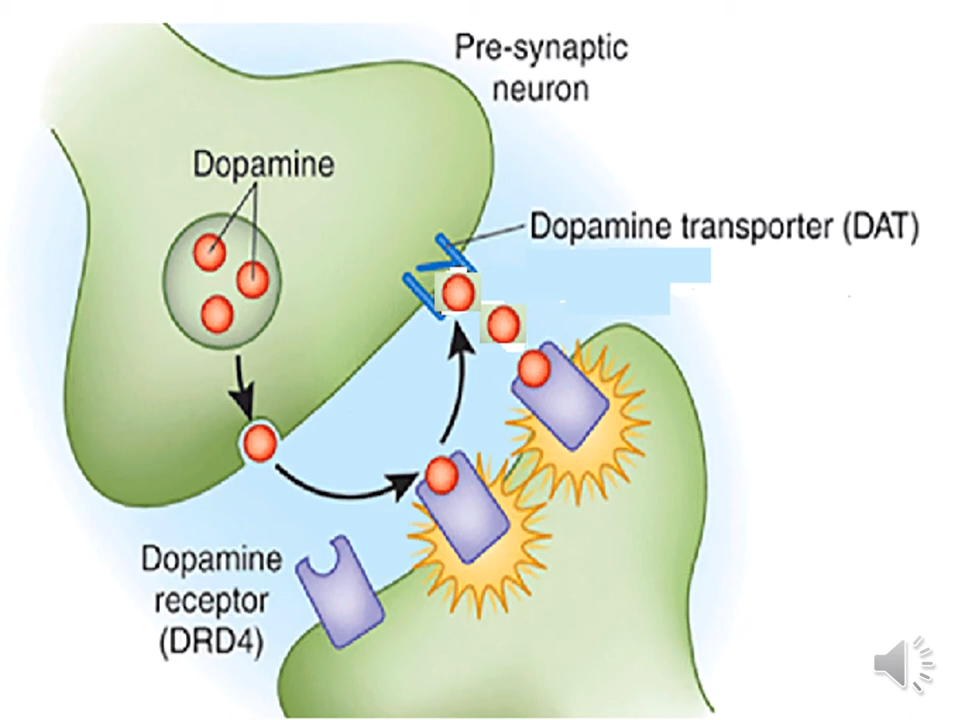 Pre-synaptic
neuron
Dopamine
Dopamine transporter (DAT)
Dopamine
receptor
(DRD4)